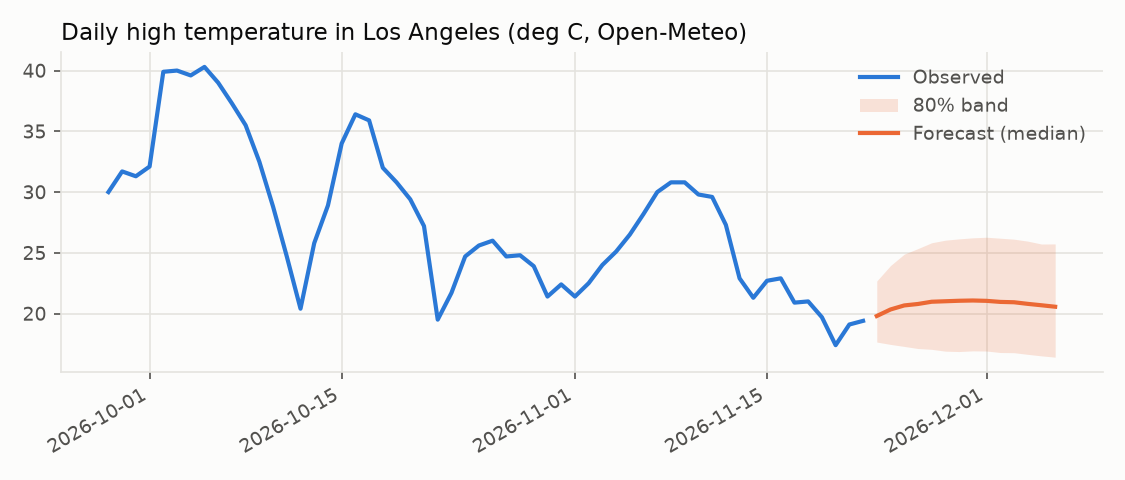 Daily high temperature in Los Angeles (deg C, Open-Meteo)
40
35
30
25
20
Observed
80% band
Forecast (median)
2026-10-01
2026-10-15
2026-11-01
2026-11-15
2026-12-01